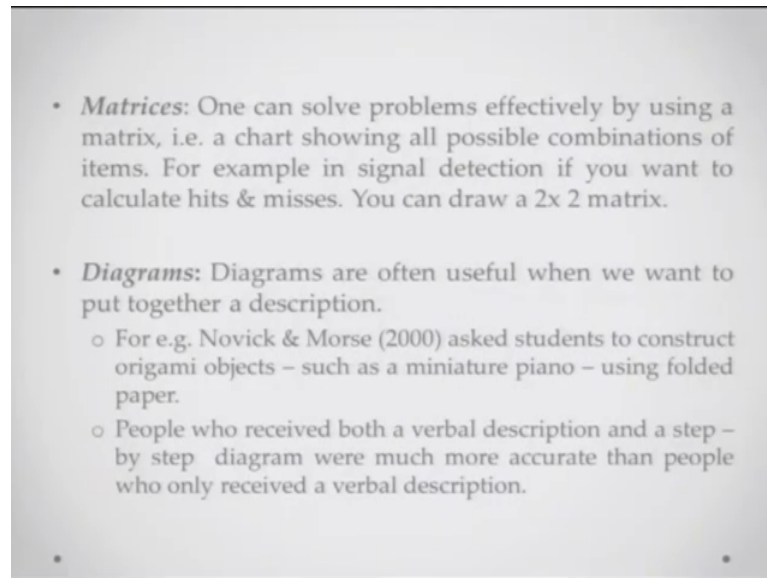 • Matrices: One can solve problems effectively by using a
matrix, i.e. a chart showing all possible combinations of
items. For example in signal detection if you want to
calculate hits & misses. You can draw a 2x 2 matrix.
• Diagrams: Diagrams are often useful when we want to
put together a description.
o For e.g. Novick & Morse (2000) asked students to construct
origami objects – such as a miniature piano – using folded
paper.
o People who received both a verbal description and a step –
by step diagram were much more accurate than people
who only received a verbal description.